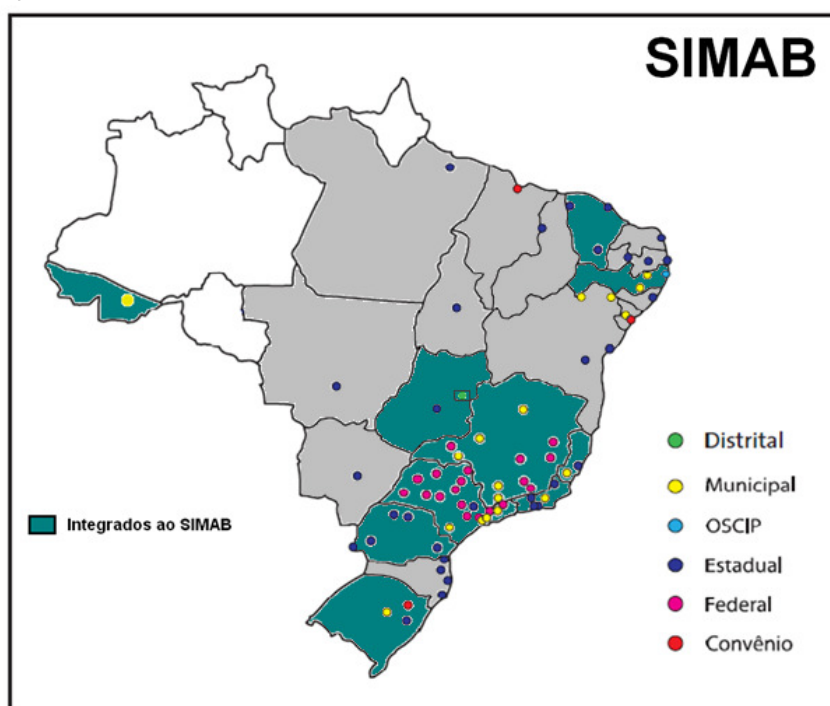 SIMAB
Distrital
Municipal
Integrados ao SIMAB
OSCIP
Estadual
Federal
Convênio